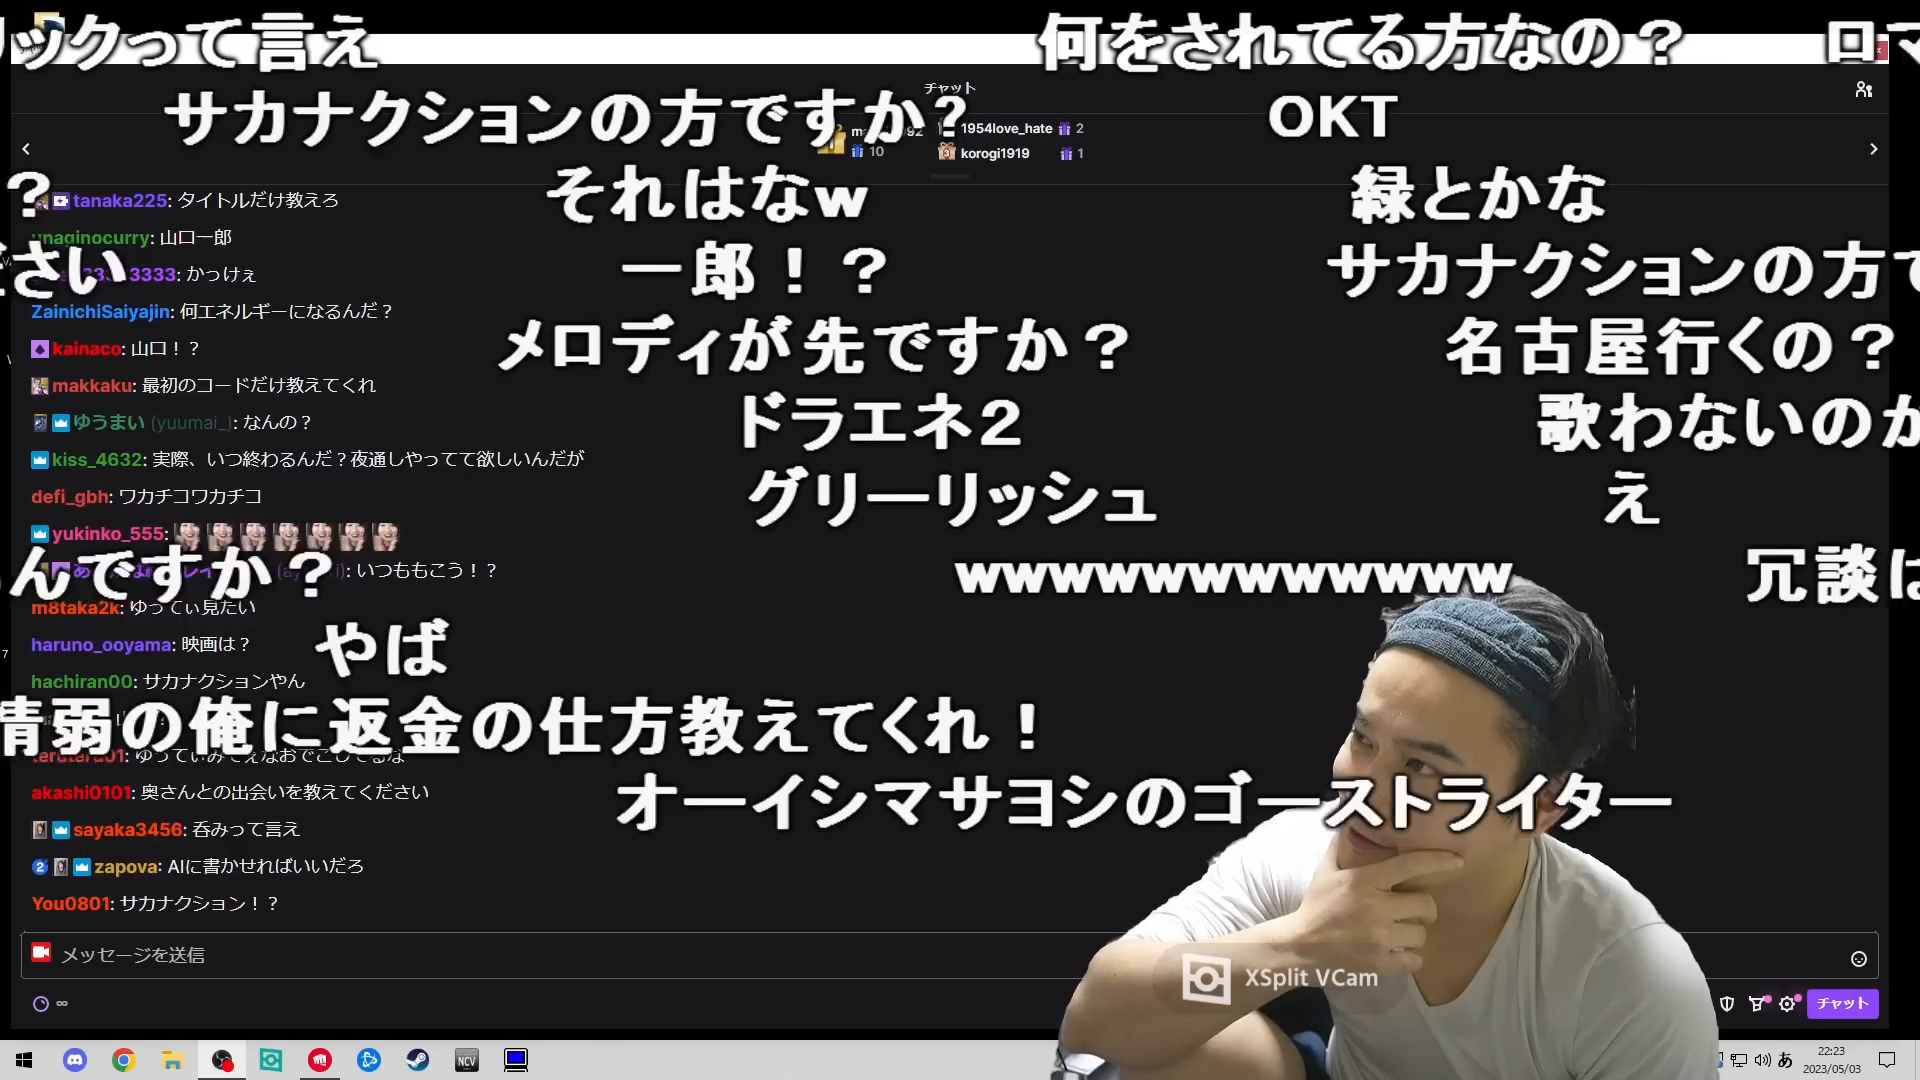 リックって言え
何をされてる方なの？
ロマ
チャット
サカナクションの方ですか？
OKT
10
1954love_hate 2
korogi1919 1
？
それはなw
緑とかな
tanaka225: タイトルだけ教えろ
unaginocurry: 山口一郎
ださい
3333: かっけぇ
一郎！？
サカナクションの方で
ZainichiSaiyajin: 何エネルギーになるんだ？
kainaco: 山口！？
メロディが先ですか？
名古屋行くの？
makkaku: 最初のコードだけ教えてくれ
ゆうまい (yuumai_): なんの？
ドラエネ２
歌わないのか
kiss_4632: 実際、いつ終わるんだ？夜通しやってて欲しいんだが
defi_gbh: ワカチコワカチコ
グリーリッシュ
え
yukinko_555:
: いつももこう！？
んですか？
wwwwwwwwwwwww
冗談は
m8taka2k: ゆってぃ見たい
haruno_ooyama: 映画は？
やば
hachiran00: サカナクションやん
情弱の俺に返金の仕方教えてくれ！
akashi0101: 奥さんとの出会いを教えてください
オーイシマサヨシのゴーストライター
sayaka3456: 呑みって言え
2 zapova: AIに書かせればいいだろ
You0801: サカナクション！？
メッセージを送信
XSplit VCam
∞
チャット
NCV
あ
22:23
2023/05/03